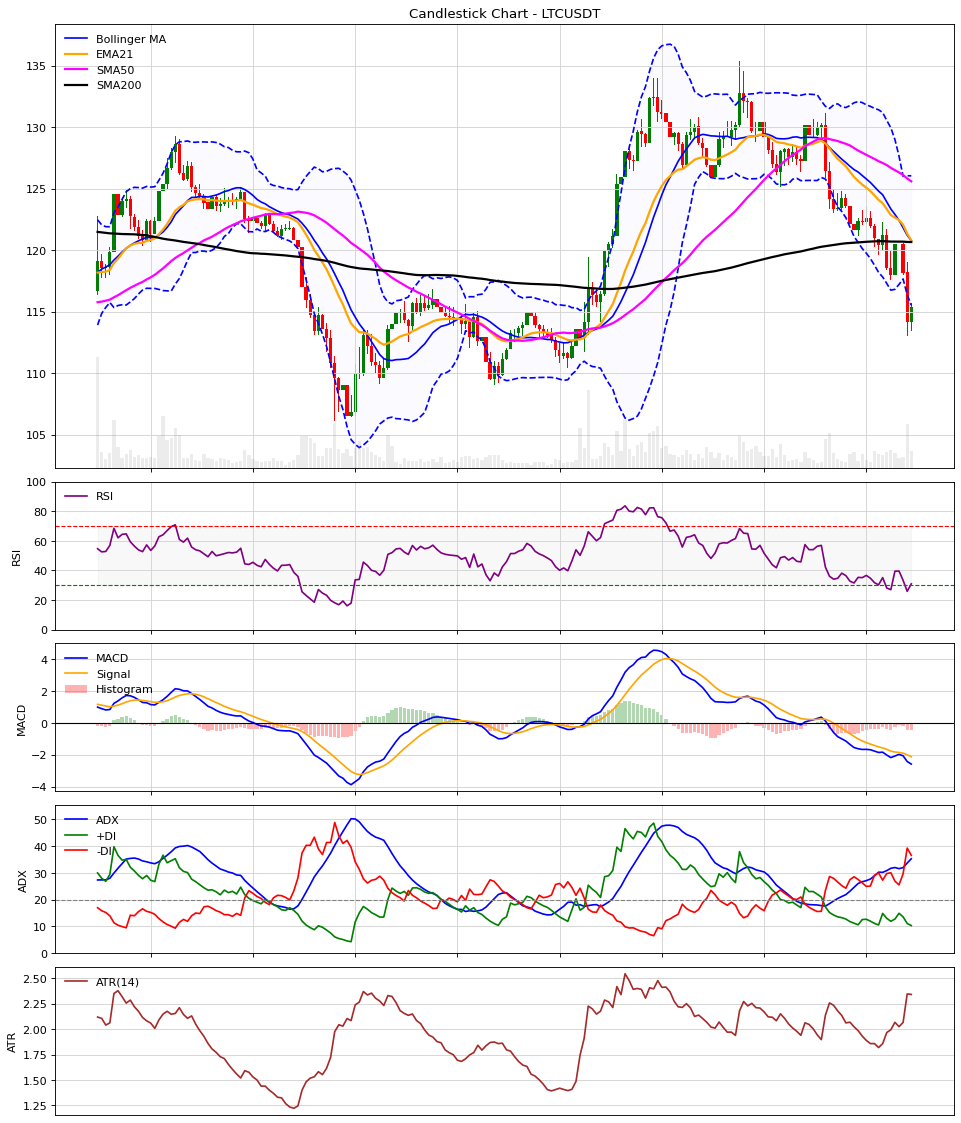 Candlestick Chart - LTCUSDT
Bollinger MA
EMA21
SMA50
SMA200
135
130
125
120
115
110
105
RSI
100
80
60
40
20
0
RSI
MACD
Signal
Histogram
4
2
0
−2
−4
MACD
ADX
+DI
-DI
50
40
30
20
10
0
ADX
ATR(14)
2.50
2.25
2.00
1.75
1.50
1.25
ATR